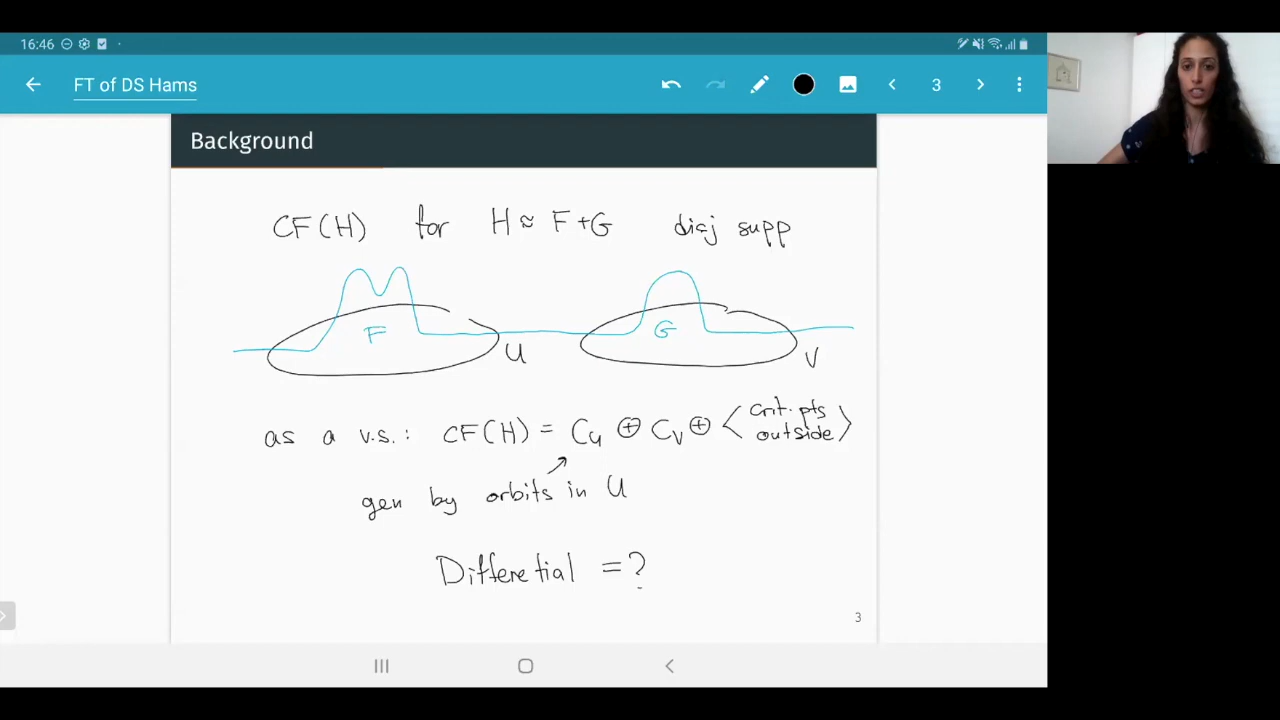 16:46
FT of DS Hams
3
Background
CF(H) for H ≈ F+G disj supp
F
G
U
V
as a v.s.: CF(H) = C_U ⊕ C_V ⊕ ⟨ crit. pts outside ⟩
gen by orbits in U
Differential = ?
3